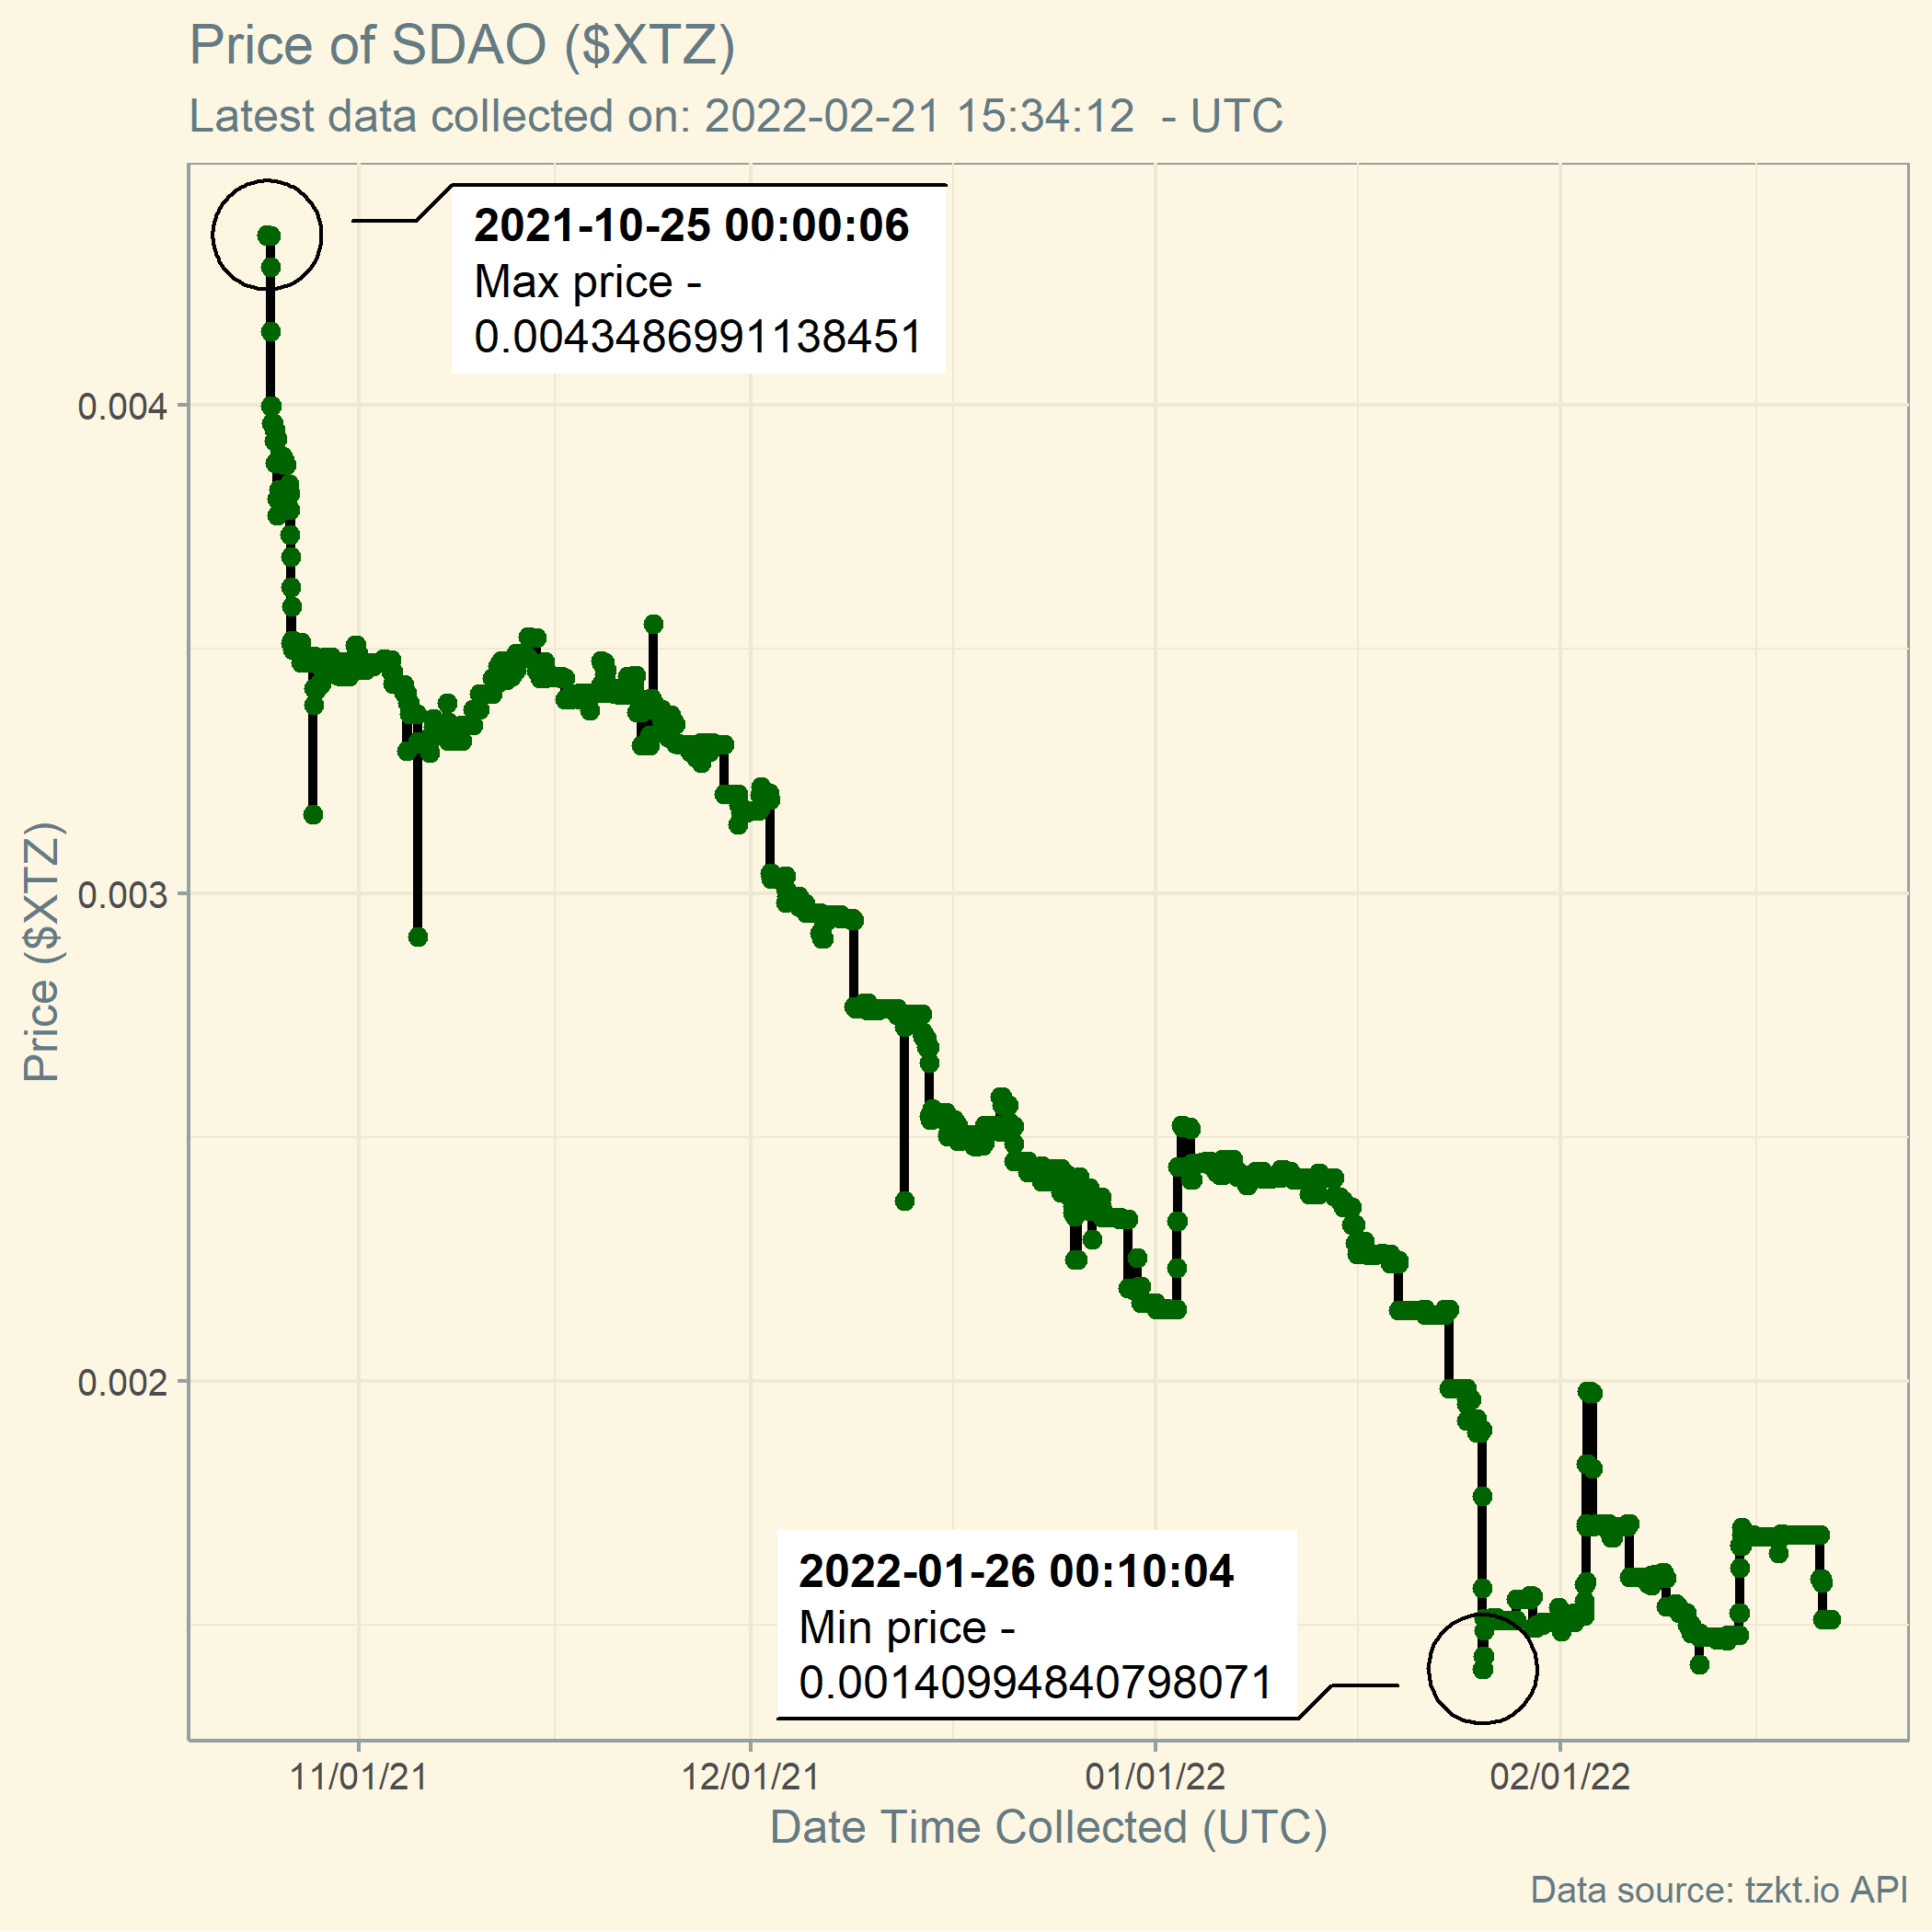 Price of SDAO ($XTZ)
Latest data collected on: 2022-02-21 15:34:12  - UTC
2021-10-25 00:00:06
Max price -
0.0043486991138451
0.004
0.003
0.002
Price ($XTZ)
2022-01-26 00:10:04
Min price -
0.00140994840798071
11/01/21
12/01/21
01/01/22
02/01/22
Date Time Collected (UTC)
Data source: tzkt.io API